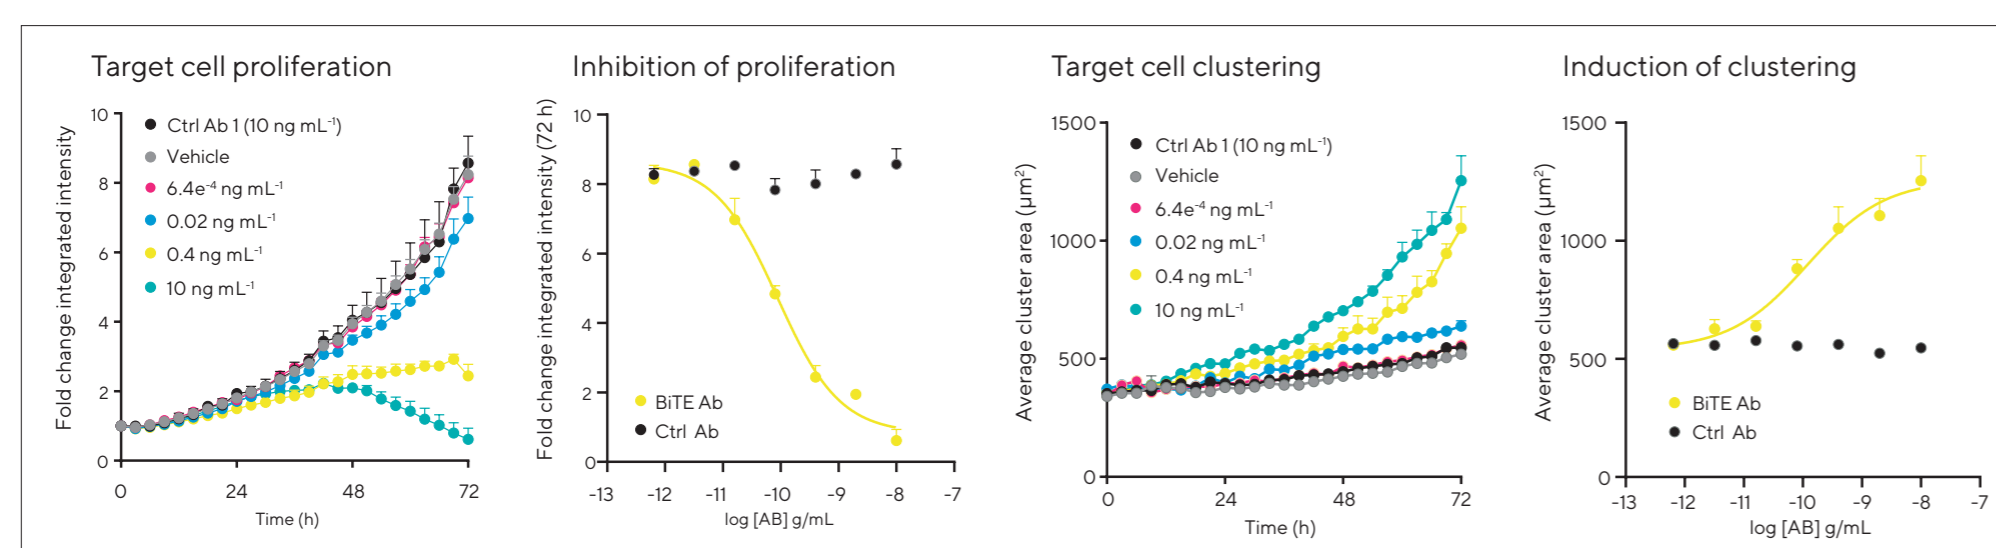 Target cell proliferation
Fold change integrated intensity
10
8
6
4
2
0
Ctrl Ab 1 (10 ng mL⁻¹)
Vehicle
6.4e⁻⁴ ng mL⁻¹
0.02 ng mL⁻¹
0.4 ng mL⁻¹
10 ng mL⁻¹
0 24 48 72
Time (h)
Inhibition of proliferation
Fold change integrated intensity (72 h)
10
8
6
4
2
0
BiTE Ab
Ctrl Ab
-13 -12 -11 -10 -9 -8 -7
log [AB] g/mL
Target cell clustering
Average cluster area (μm²)
1500
1000
500
0
Ctrl Ab 1 (10 ng mL⁻¹)
Vehicle
6.4e⁻⁴ ng mL⁻¹
0.02 ng mL⁻¹
0.4 ng mL⁻¹
10 ng mL⁻¹
0 24 48 72
Time (h)
Induction of clustering
Average cluster area (μm²)
1500
1000
500
0
BiTE Ab
Ctrl Ab
-13 -12 -11 -10 -9 -8 -7
log [AB] g/mL